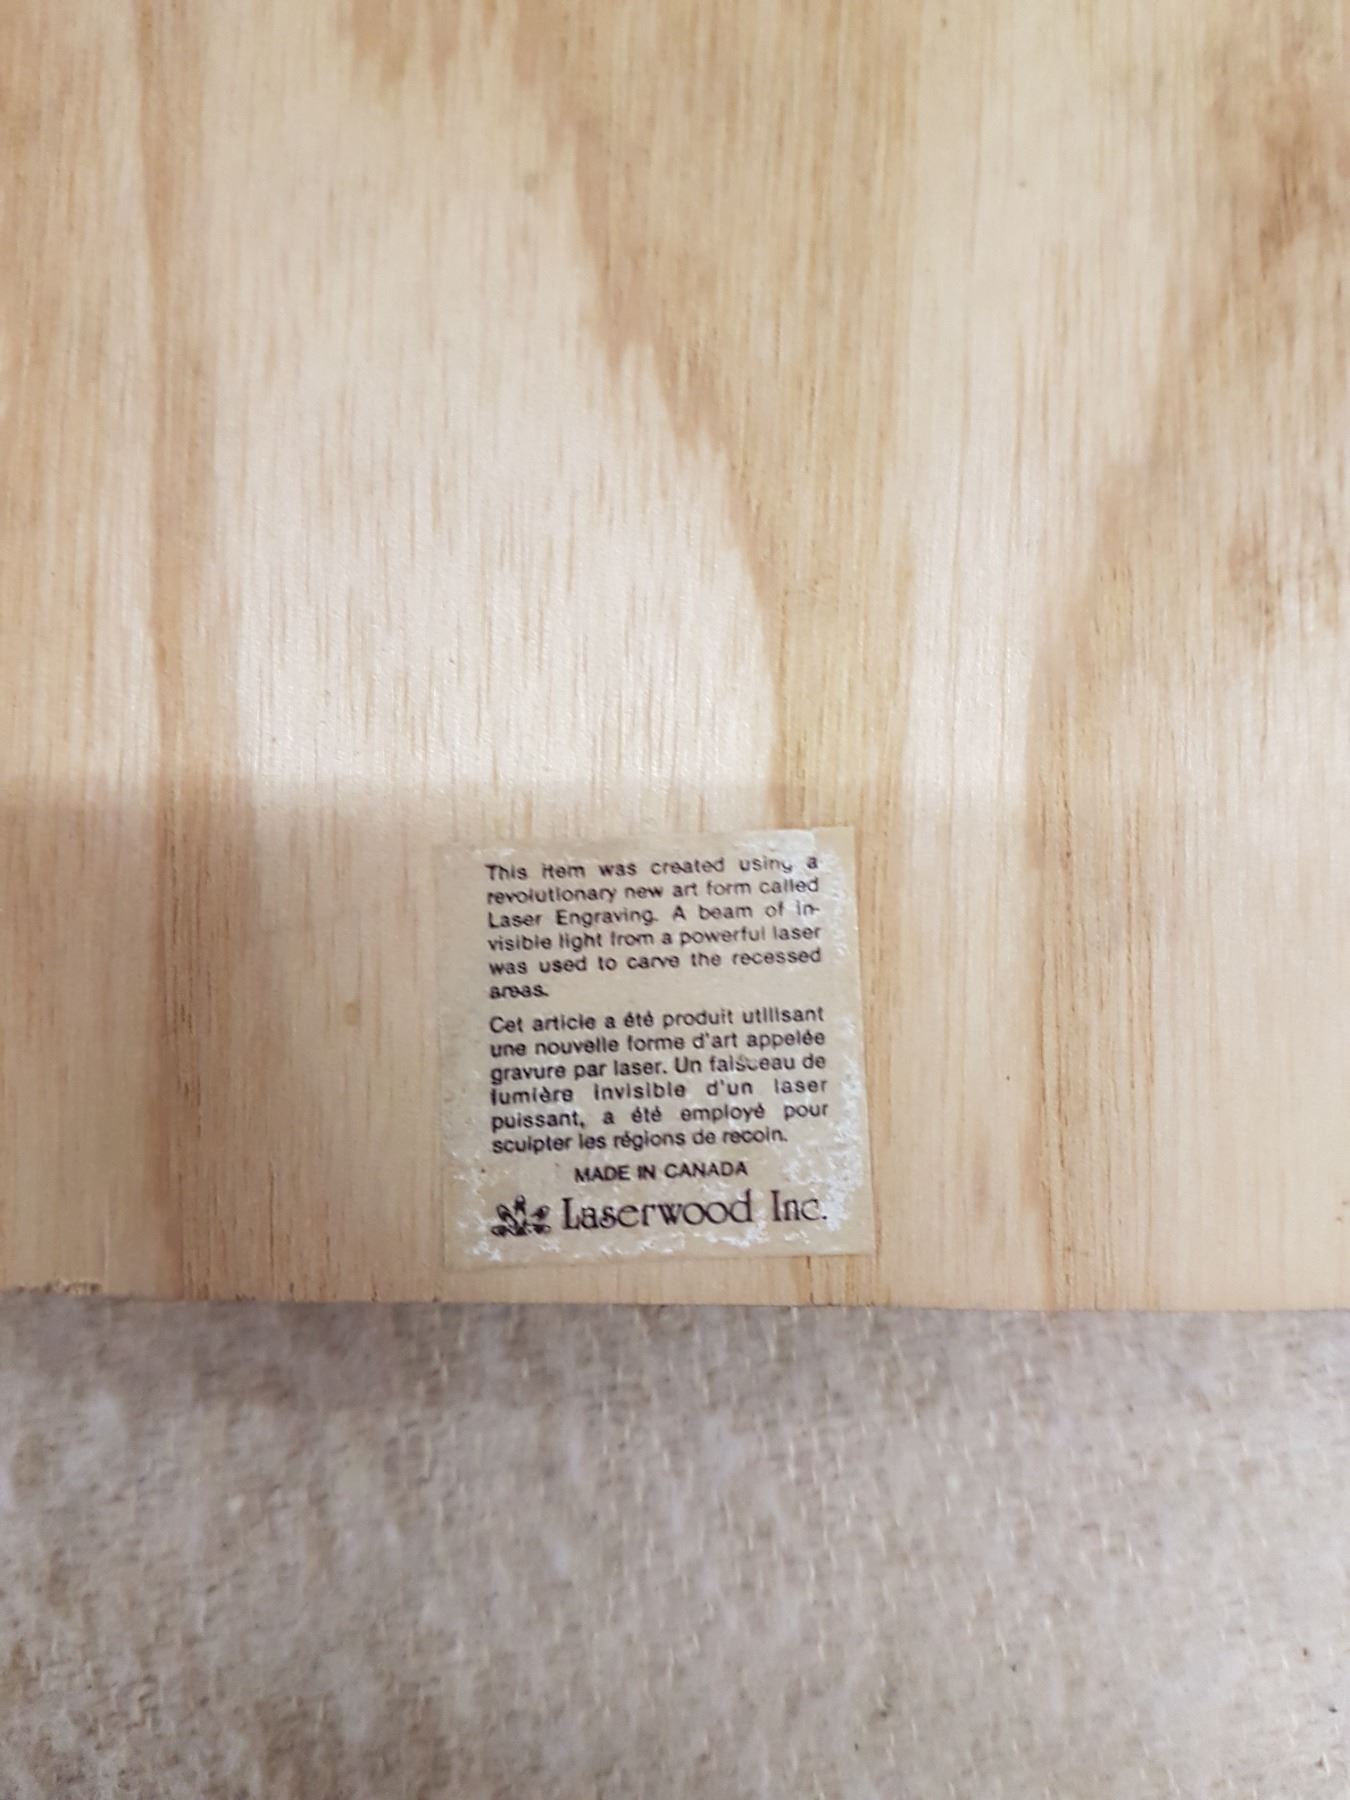 This item was created using a
revolutionary new art form called
Laser Engraving. A beam of in-
visible light from a powerful laser
was used to carve the recessed
areas.
Cet article a été produit utilisant
une nouvelle forme d'art appelée
gravure par laser. Un faisceau de
lumière invisible d'un laser
puissant, a été employé pour
sculpter les régions de recoin.
MADE IN CANADA
Laserwood Inc.